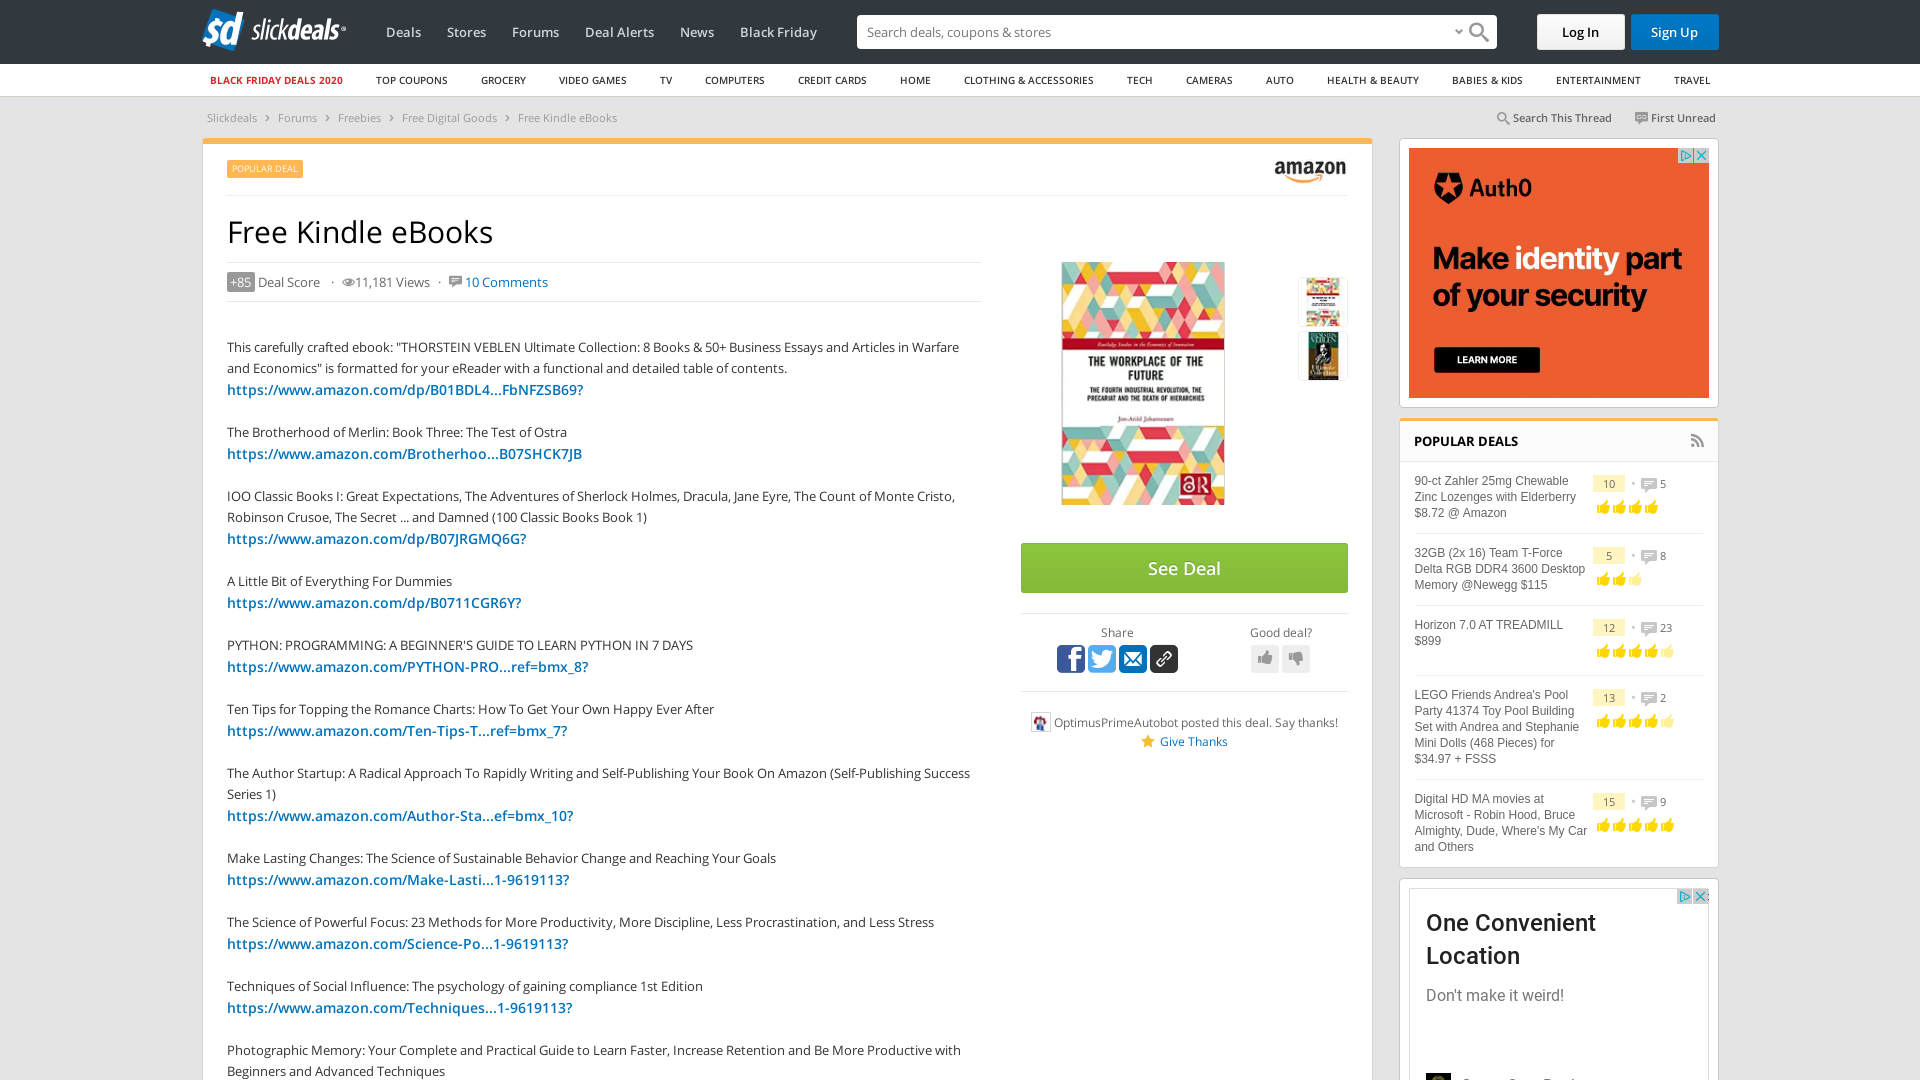 sd slickdeals
Deals Stores Forums Deal Alerts News Black Friday
Search deals, coupons & stores
Log In Sign Up
BLACK FRIDAY DEALS 2020 TOP COUPONS GROCERY VIDEO GAMES TV COMPUTERS CREDIT CARDS HOME CLOTHING & ACCESSORIES TECH CAMERAS AUTO HEALTH & BEAUTY BABIES & KIDS ENTERTAINMENT TRAVEL
Slickdeals Forums Freebies Free Digital Goods Free Kindle eBooks
Search This Thread First Unread
POPULAR DEAL
amazon
Free Kindle eBooks
+85 Deal Score · 11,181 Views · 10 Comments
This carefully crafted ebook: "THORSTEIN VEBLEN Ultimate Collection: 8 Books & 50+ Business Essays and Articles in Warfare
and Economics" is formatted for your eReader with a functional and detailed table of contents.
https://www.amazon.com/dp/B01BDL4...FbNFZSB69?
The Brotherhood of Merlin: Book Three: The Test of Ostra
https://www.amazon.com/Brotherhoo...B07SHCK7JB
IOO Classic Books I: Great Expectations, The Adventures of Sherlock Holmes, Dracula, Jane Eyre, The Count of Monte Cristo,
Robinson Crusoe, The Secret ... and Damned (100 Classic Books Book 1)
https://www.amazon.com/dp/B07JRGMQ6G?
A Little Bit of Everything For Dummies
https://www.amazon.com/dp/B0711CGR6Y?
PYTHON: PROGRAMMING: A BEGINNER'S GUIDE TO LEARN PYTHON IN 7 DAYS
https://www.amazon.com/PYTHON-PRO...ref=bmx_8?
Ten Tips for Topping the Romance Charts: How To Get Your Own Happy Ever After
https://www.amazon.com/Ten-Tips-T...ref=bmx_7?
The Author Startup: A Radical Approach To Rapidly Writing and Self-Publishing Your Book On Amazon (Self-Publishing Success
Series 1)
https://www.amazon.com/Author-Sta...ef=bmx_10?
Make Lasting Changes: The Science of Sustainable Behavior Change and Reaching Your Goals
https://www.amazon.com/Make-Lasti...1-9619113?
The Science of Powerful Focus: 23 Methods for More Productivity, More Discipline, Less Procrastination, and Less Stress
https://www.amazon.com/Science-Po...1-9619113?
Techniques of Social Influence: The psychology of gaining compliance 1st Edition
https://www.amazon.com/Techniques...1-9619113?
Photographic Memory: Your Complete and Practical Guide to Learn Faster, Increase Retention and Be More Productive with
Beginners and Advanced Techniques
Routledge Studies in the Economics of Innovation
THE WORKPLACE OF THE
FUTURE
THE FOURTH INDUSTRIAL REVOLUTION, THE
PRECARIAT AND THE DEATH OF HIERARCHIES
Jon-Arild Johannessen
See Deal
Share Good deal?
OptimusPrimeAutobot posted this deal. Say thanks!
Give Thanks
Auth0
Make identity part
of your security
LEARN MORE
POPULAR DEALS
90-ct Zahler 25mg Chewable
Zinc Lozenges with Elderberry
$8.72 @ Amazon
10 • 5
32GB (2x 16) Team T-Force
Delta RGB DDR4 3600 Desktop
Memory @Newegg $115
5 • 8
Horizon 7.0 AT TREADMILL
$899
12 • 23
LEGO Friends Andrea's Pool
Party 41374 Toy Pool Building
Set with Andrea and Stephanie
Mini Dolls (468 Pieces) for
$34.97 + FSSS
13 • 2
Digital HD MA movies at
Microsoft - Robin Hood, Bruce
Almighty, Dude, Where's My Car
and Others
15 • 9
One Convenient
Location
Don't make it weird!